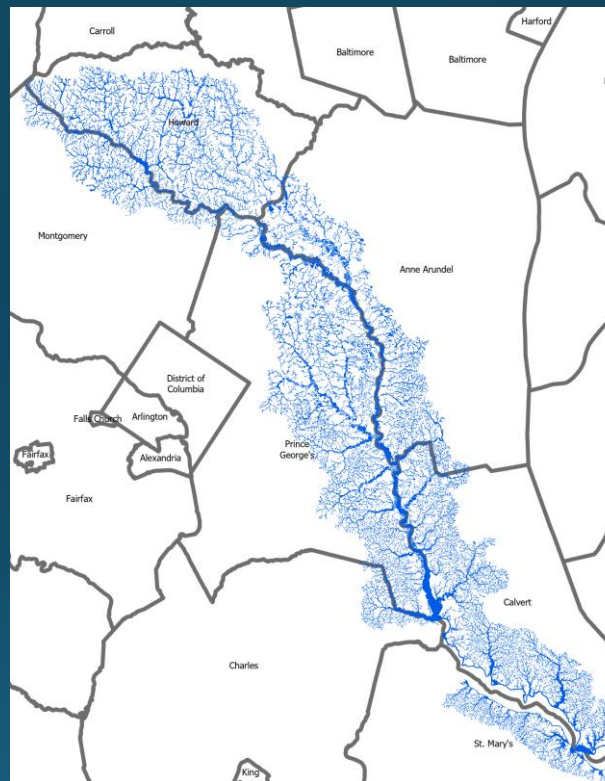 Harford
Carroll
Baltimore
Baltimore
Howard
Montgomery
Anne Arundel
District of
Columbia
Falls Church
Arlington
Prince
George's
Fairfax
Alexandria
Fairfax
Calvert
Charles
St. Mary's
King